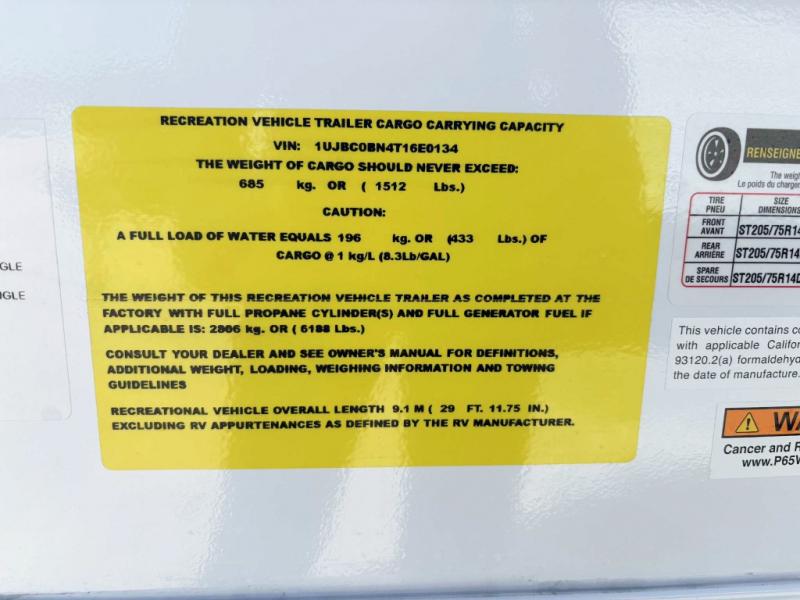 RECREATION VEHICLE TRAILER CARGO CARRYING CAPACITY
VIN: 1UJBC0BN4T16E0134
THE WEIGHT OF CARGO SHOULD NEVER EXCEED:
685 kg. OR ( 1512 Lbs.)
CAUTION:
A FULL LOAD OF WATER EQUALS 196 kg. OR (433 Lbs.) OF
CARGO @ 1 kg/L (8.3Lb/GAL)
THE WEIGHT OF THIS RECREATION VEHICLE TRAILER AS COMPLETED AT THE
FACTORY WITH FULL PROPANE CYLINDER(S) AND FULL GENERATOR FUEL IF
APPLICABLE IS: 2806 kg. OR ( 6188 Lbs.)
CONSULT YOUR DEALER AND SEE OWNER'S MANUAL FOR DEFINITIONS,
ADDITIONAL WEIGHT, LOADING, WEIGHING INFORMATION AND TOWING
GUIDELINES
RECREATIONAL VEHICLE OVERALL LENGTH 9.1 M ( 29 FT. 11.75 IN.)
EXCLUDING RV APPURTENANCES AS DEFINED BY THE RV MANUFACTURER.
RENSEIGNE
The weig
Le poids du charge
TIRE SIZE
PNEU DIMENSIONS
FRONT
AVANT ST205/75R14
REAR
ARRIÈRE ST205/75R14
SPARE
DE SECOURS ST205/75R14D
This vehicle contains co
with applicable Califor
93120.2(a) formaldehyd
the date of manufacture.
WA
Cancer and R
www.P65W